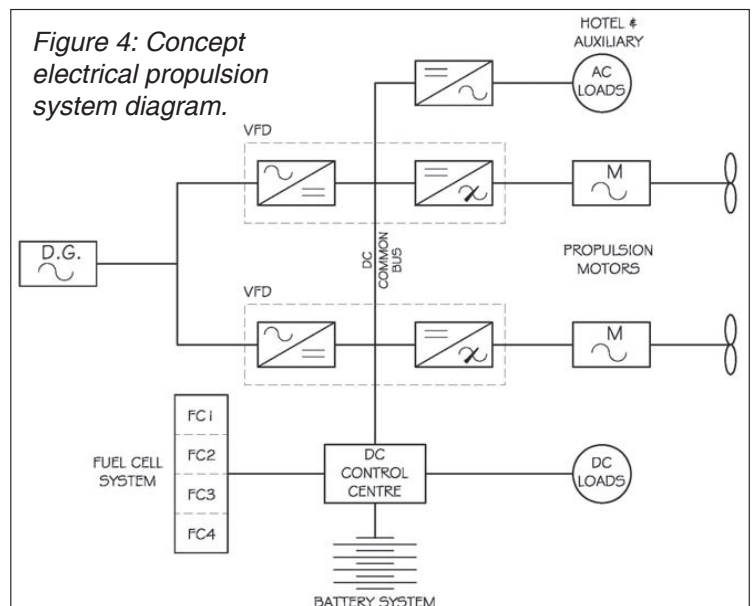 Figure 4: Concept
electrical propulsion
system diagram.
HOTEL &
AUXILIARY
AC
LOADS
VFD
M
D.G.
DC
COMMON
BUS
PROPULSION
MOTORS
VFD
M
FUEL CELL
SYSTEM
FC1
FC2
FC3
FC4
DC
CONTROL
CENTRE
DC
LOADS
BATTERY SYSTEM